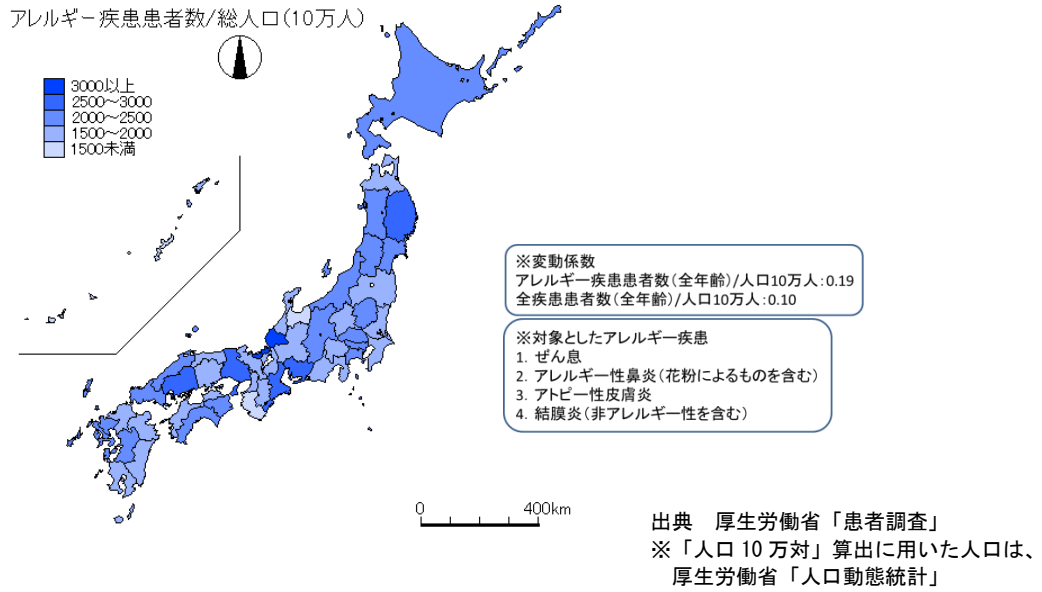 アレルギー疾患患者数/総人口(10万人)
3000以上
2500～3000
2000～2500
1500～2000
1500未満
※変動係数
アレルギー疾患患者数(全年齢)/人口10万人:0.19
全疾患患者数(全年齢)/人口10万人:0.10
※対象としたアレルギー疾患
1. ぜん息
2. アレルギー性鼻炎(花粉によるものを含む)
3. アトピー性皮膚炎
4. 結膜炎(非アレルギー性を含む)
0 400km
出典　厚生労働省「患者調査」
※「人口10万対」算出に用いた人口は、
厚生労働省「人口動態統計」